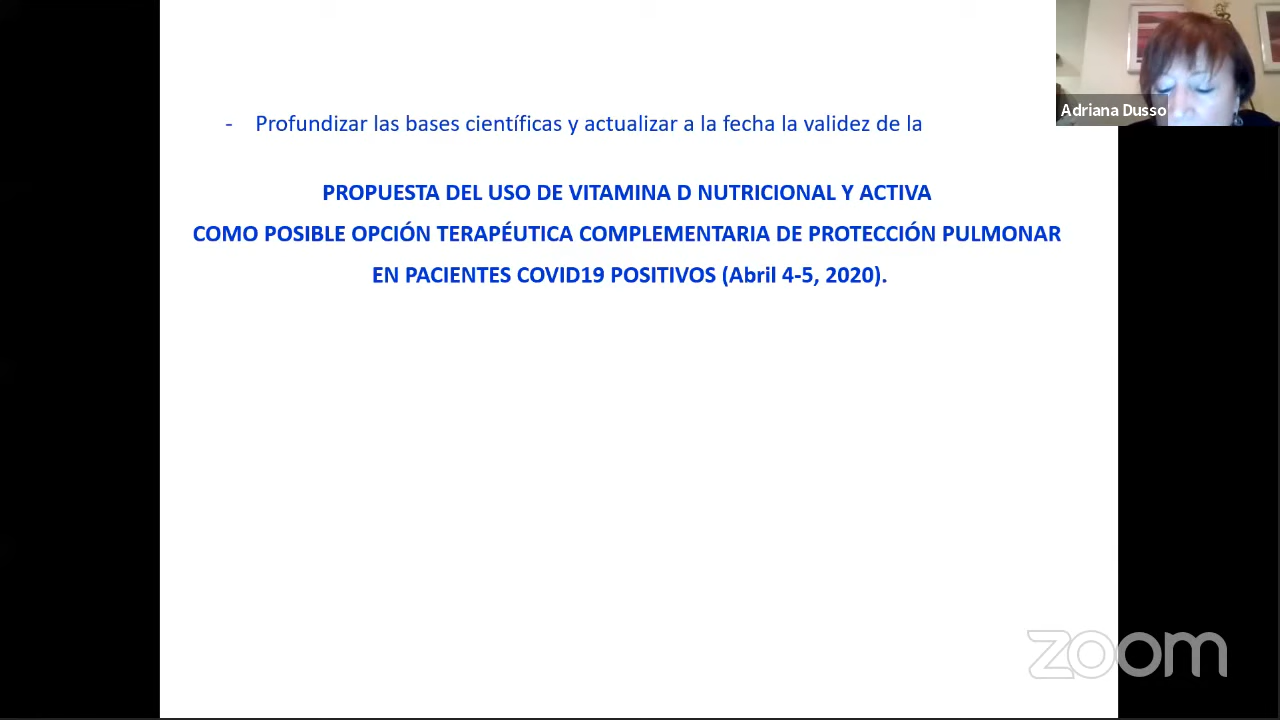 Adriana Dusso
- Profundizar las bases científicas y actualizar a la fecha la validez de la
PROPUESTA DEL USO DE VITAMINA D NUTRICIONAL Y ACTIVA
COMO POSIBLE OPCIÓN TERAPÉUTICA COMPLEMENTARIA DE PROTECCIÓN PULMONAR
EN PACIENTES COVID19 POSITIVOS (Abril 4-5, 2020).
zoom